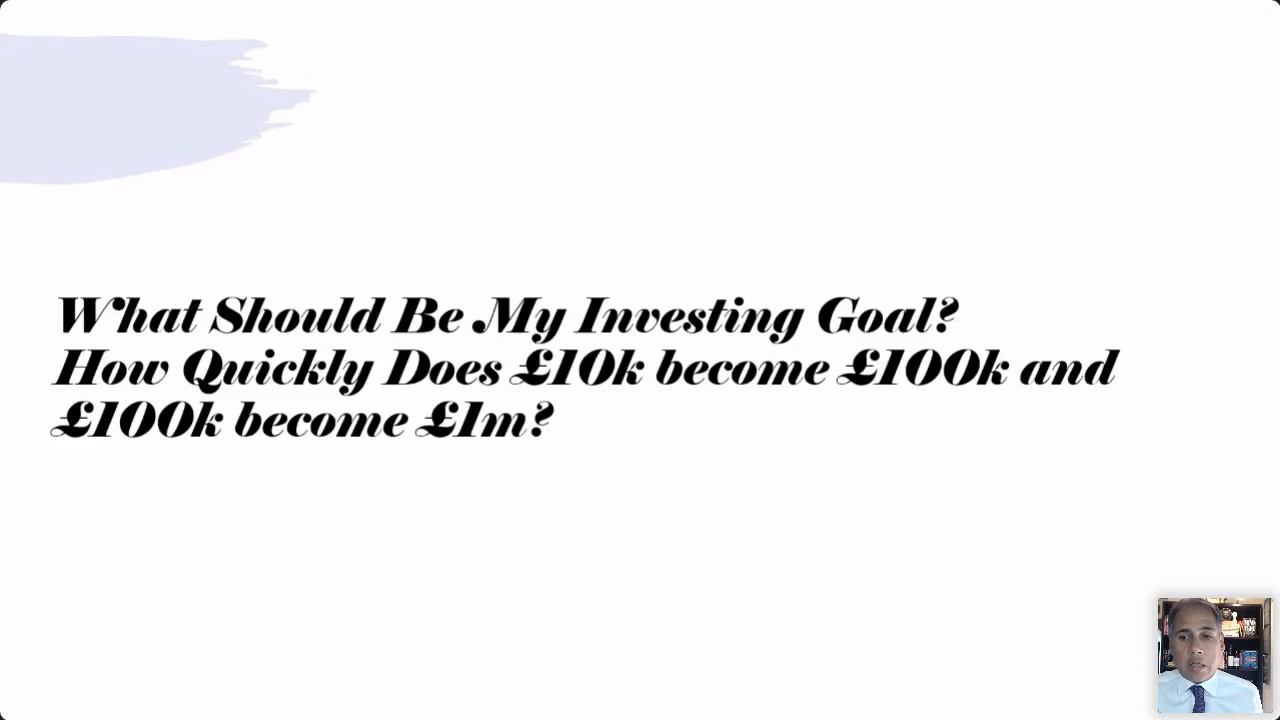 What Should Be My Investing Goal?
How Quickly Does £10k become £100k and
£100k become £1m?